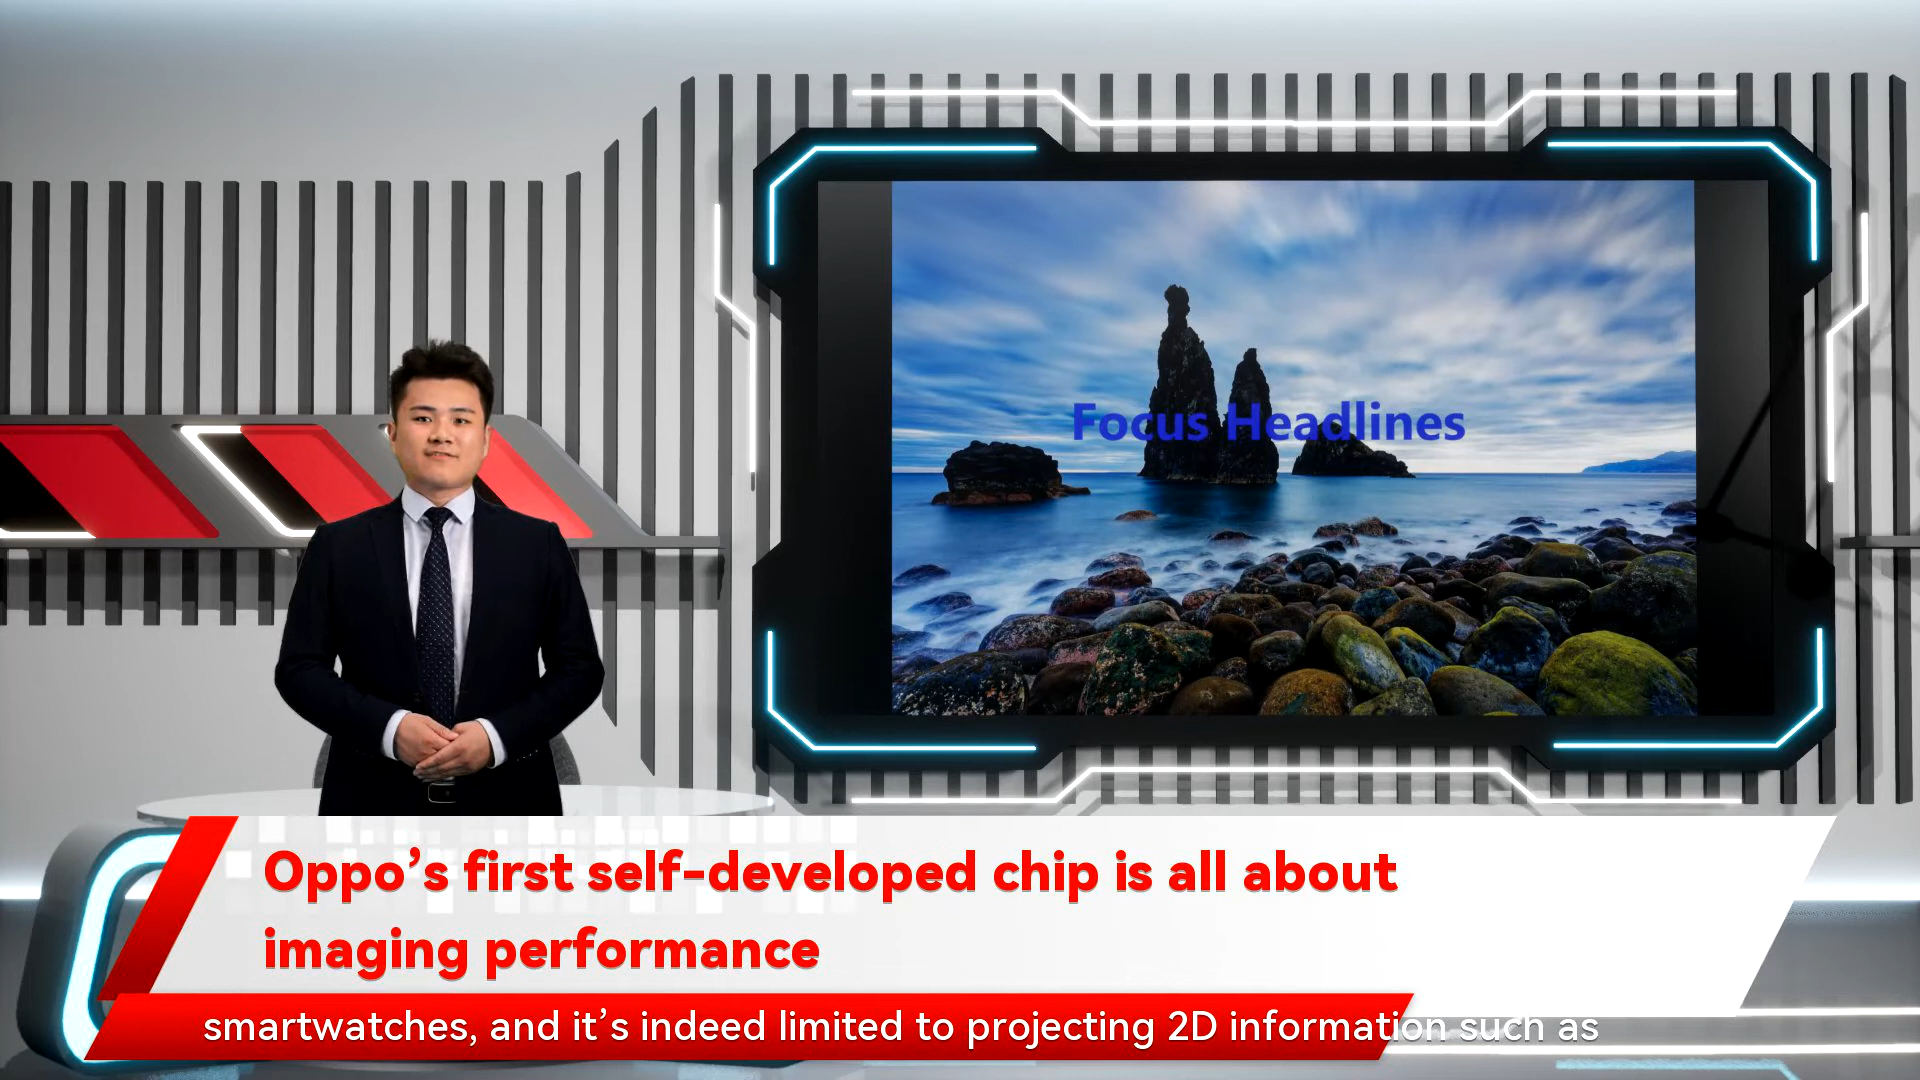 Focus Headlines
Oppo’s first self-developed chip is all about
imaging performance
smartwatches, and it’s indeed limited to projecting 2D information such as